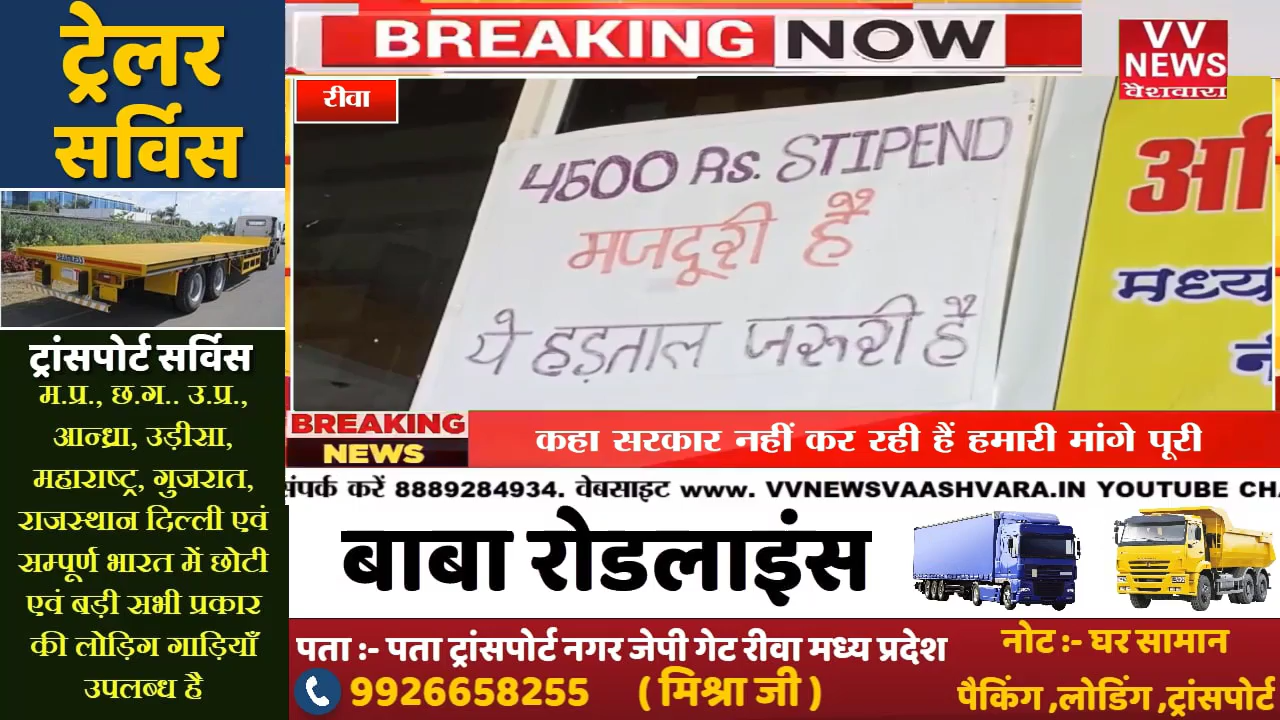 ट्रेलर
सर्विस
ट्रांसपोर्ट सर्विस
म.प्र., छ.ग.. उ.प्र.,
आन्ध्रा, उड़ीसा,
महाराष्ट्र, गुजरात,
राजस्थान दिल्ली एवं
सम्पूर्ण भारत में छोटी
एवं बड़ी सभी प्रकार
की लोड़िग गाड़ियाँ
उपलब्ध है
BREAKING NOW
VV
NEWS
वैशवारा
रीवा
4500 Rs. STIPEND
मजदूरी है
ये हड़ताल जरूरी है
मध्य
BREAKING
NEWS
कहा सरकार नहीं कर रही हैं हमारी मांगे पूरी
संपर्क करें 8889284934. वेबसाइट www. VVNEWSVAASHVARA.IN YOUTUBE CHA
बाबा रोडलाइंस
पता :- पता ट्रांसपोर्ट नगर जेपी गेट रीवा मध्य प्रदेश
9926658255 ( मिश्रा जी )
नोट :- घर सामान
पैकिंग ,लोडिंग ,ट्रांसपोर्ट